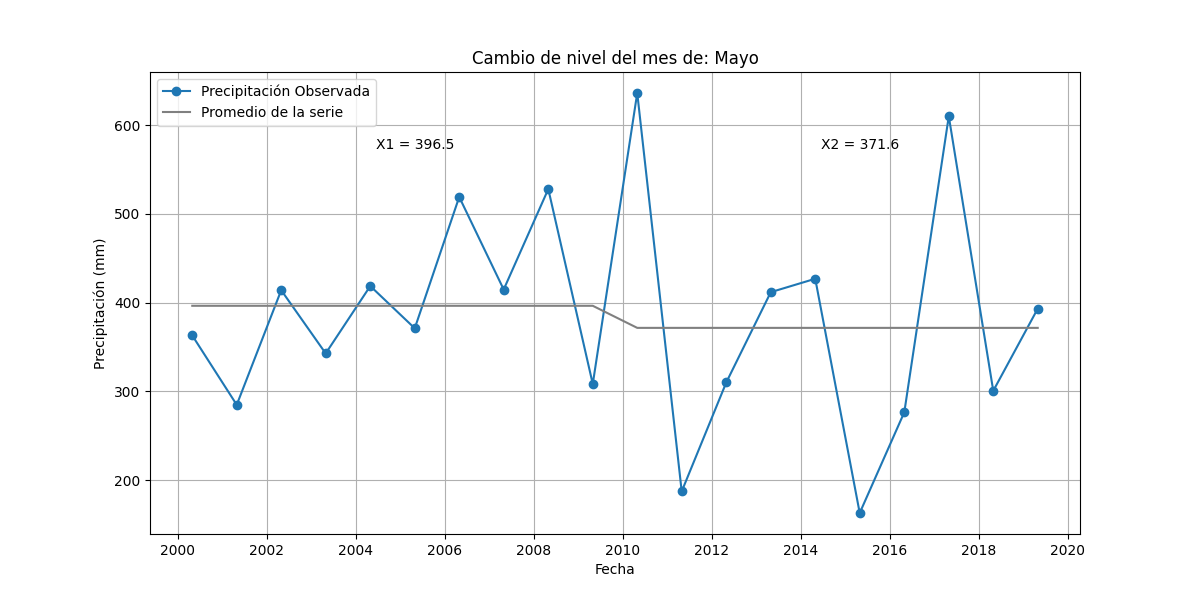 Cambio de nivel del mes de: Mayo
Precipitación Observada
Promedio de la serie
X1 = 396.5
X2 = 371.6
Precipitación (mm)
600
500
400
300
200
2000
2002
2004
2006
2008
2010
2012
2014
2016
2018
2020
Fecha